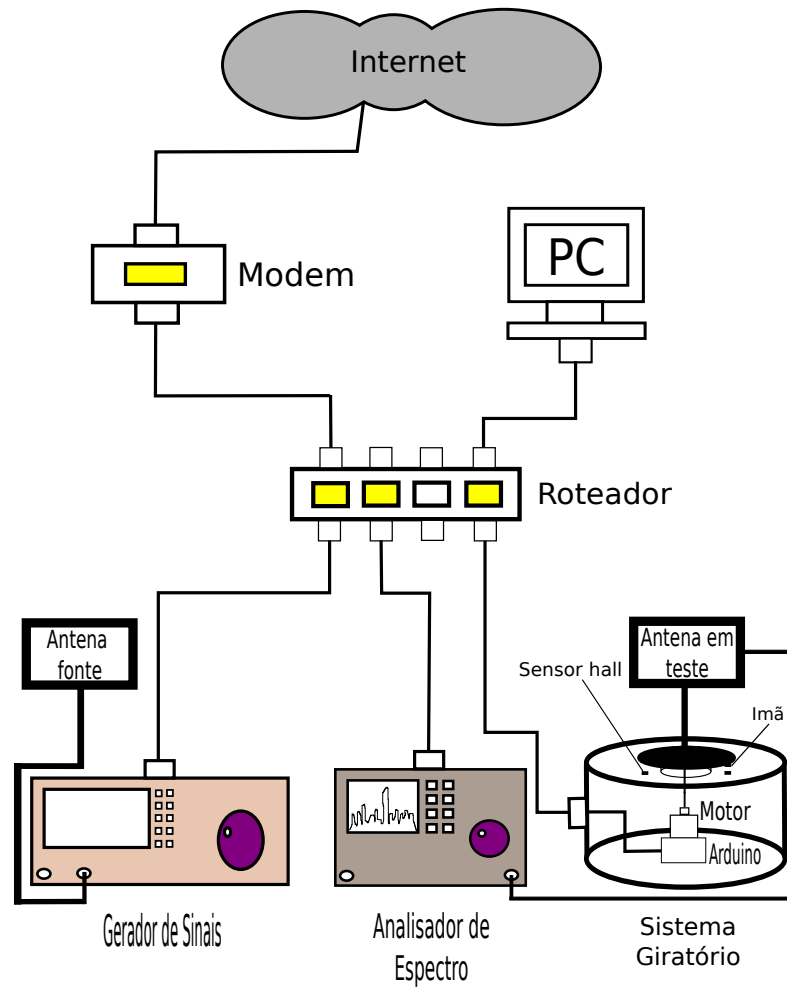 Internet
PC
Modem
Roteador
Antena
fonte
Antena em
teste
Sensor hall
Imã
Motor
Arduino
Gerador de Sinais
Analisador de
Espectro
Sistema
Giratório